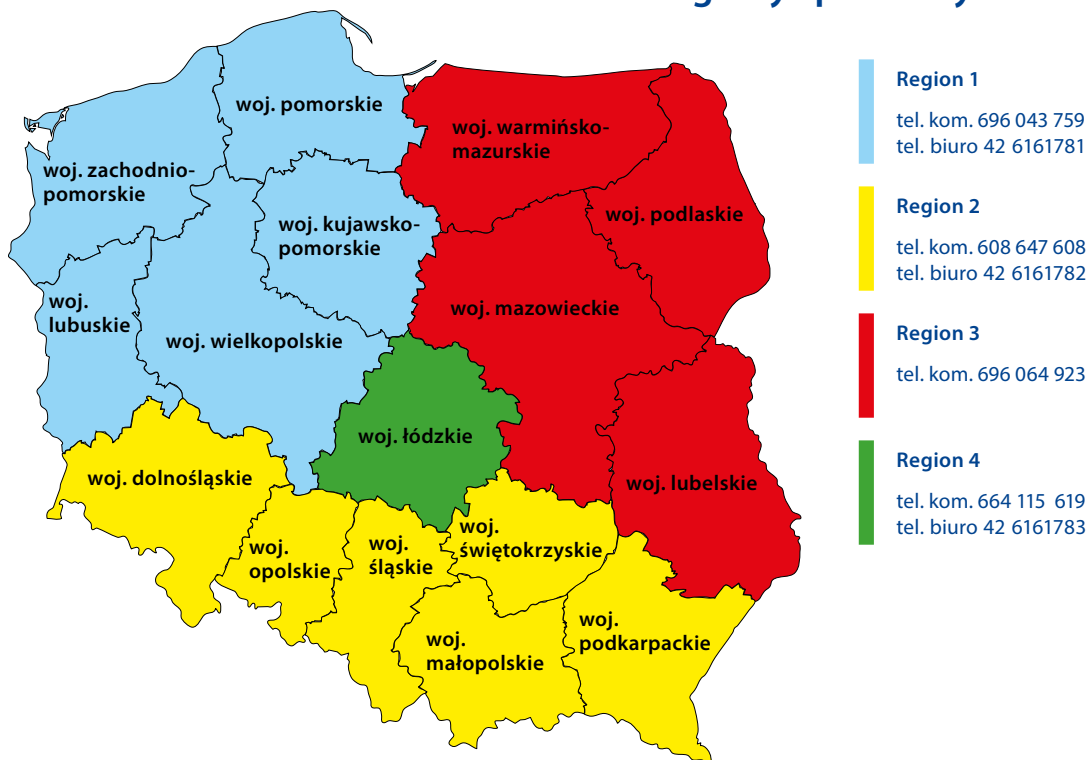 woj. pomorskie
woj. zachodnio-
pomorskie
woj. warmińsko-
mazurskie
woj. podlaskie
woj. kujawsko-
pomorskie
woj.
lubuskie
woj. wielkopolskie
woj. mazowieckie
woj. łódzkie
woj. dolnośląskie
woj. lubelskie
woj.
opolskie
woj.
śląskie
woj.
świętokrzyskie
woj.
małopolskie
woj.
podkarpackie
Region 1
tel. kom. 696 043 759
tel. biuro 42 6161781
Region 2
tel. kom. 608 647 608
tel. biuro 42 6161782
Region 3
tel. kom. 696 064 923
Region 4
tel. kom. 664 115 619
tel. biuro 42 6161783